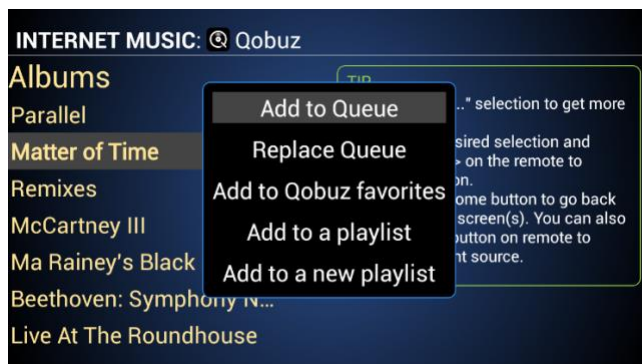 INTERNET MUSIC: Qobuz
Albums
Parallel
Matter of Time
Remixes
McCartney III
Ma Rainey's Black
Beethoven: Symphony N...
Live At The Roundhouse
Add to Queue
Replace Queue
Add to Qobuz favorites
Add to a playlist
Add to a new playlist
TIP
.." selection to get more
sired selection and
> on the remote to
on.
ome button to go back
screen(s). You can also
utton on remote to
nt source.